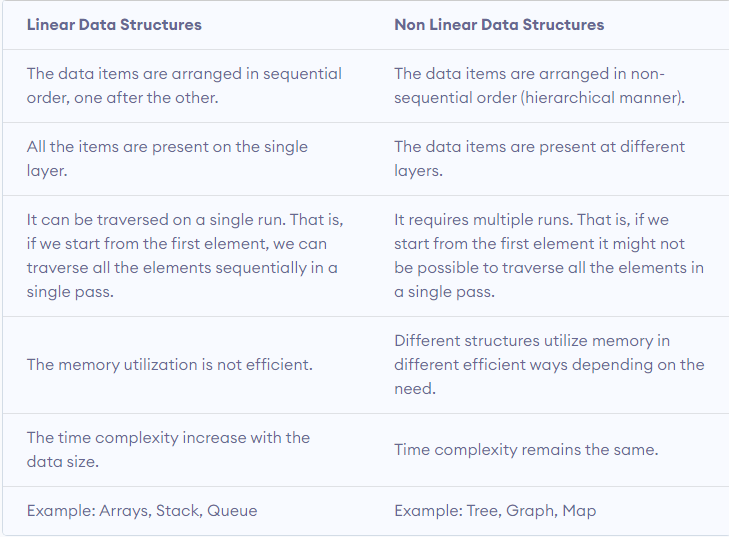 Linear Data Structures
Non Linear Data Structures
The data items are arranged in sequential
order, one after the other.
The data items are arranged in non-
sequential order (hierarchical manner).
All the items are present on the single
layer.
The data items are present at different
layers.
It can be traversed on a single run. That is,
if we start from the first element, we can
traverse all the elements sequentially in a
single pass.
It requires multiple runs. That is, if we
start from the first element it might not
be possible to traverse all the elements in
a single pass.
The memory utilization is not efficient.
Different structures utilize memory in
different efficient ways depending on the
need.
The time complexity increase with the
data size.
Time complexity remains the same.
Example: Arrays, Stack, Queue
Example: Tree, Graph, Map